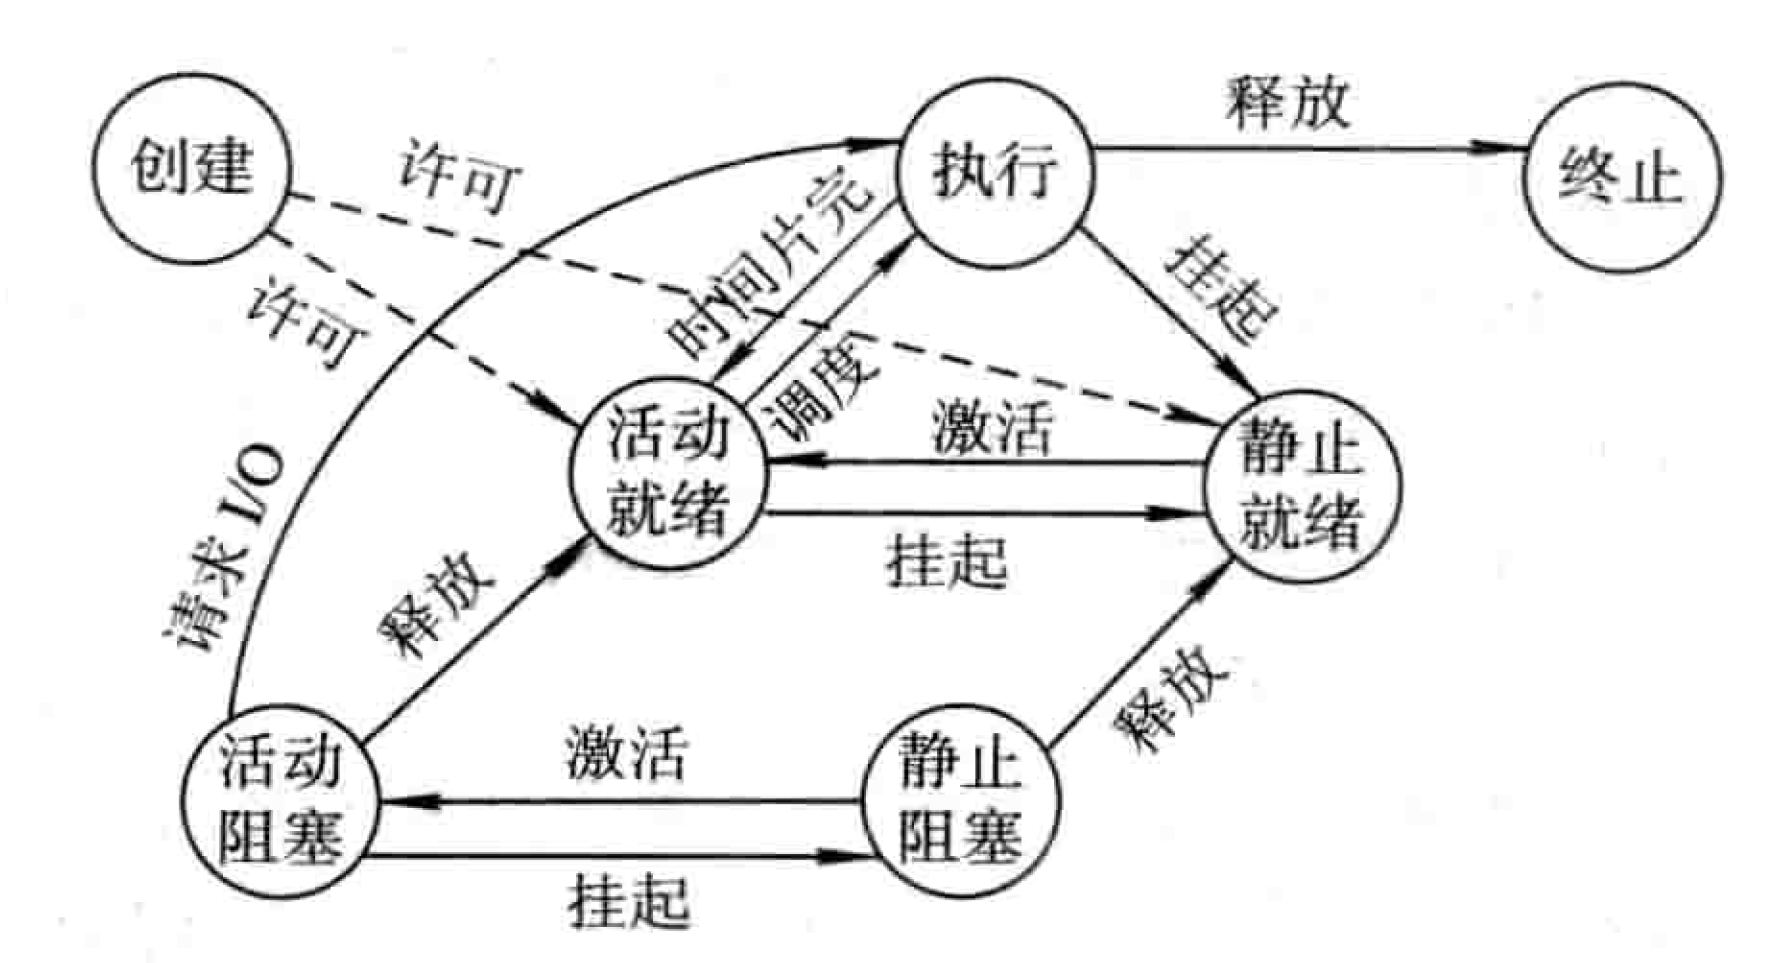 创建
许可
许可
执行
释放
终止
时间片完
调度
挂起
活动
就绪
激活
挂起
静止
就绪
请求 I/O
释放
释放
活动
阻塞
激活
挂起
静止
阻塞